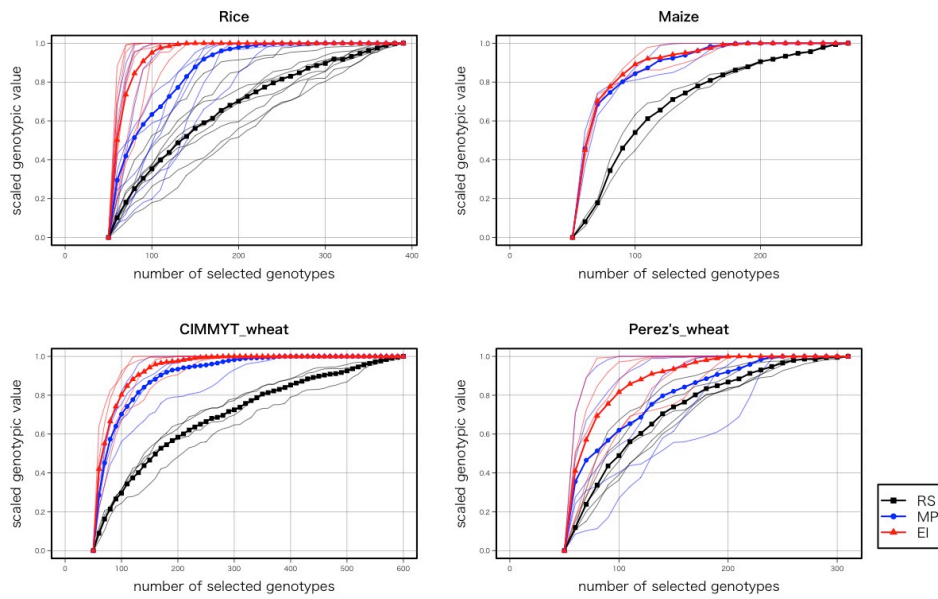 Rice
Maize
1.0
0.8
0.6
0.4
0.2
0.0
scaled genotypic value
0 100 200 300 400
number of selected genotypes
1.0
0.8
0.6
0.4
0.2
0.0
scaled genotypic value
0 100 200
number of selected genotypes
CIMMYT_wheat
Perez's_wheat
1.0
0.8
0.6
0.4
0.2
0.0
scaled genotypic value
0 100 200 300 400 500 600
number of selected genotypes
1.0
0.8
0.6
0.4
0.2
0.0
scaled genotypic value
0 100 200 300
number of selected genotypes
RS
MP
EI